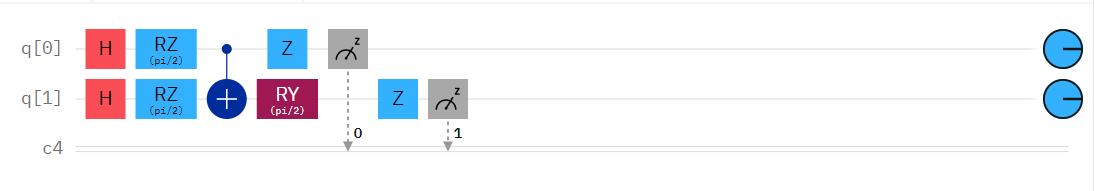 q[0] H RZ (pi/2) Z z
q[1] H RZ (pi/2) RY (pi/2) Z z
0 1
c4